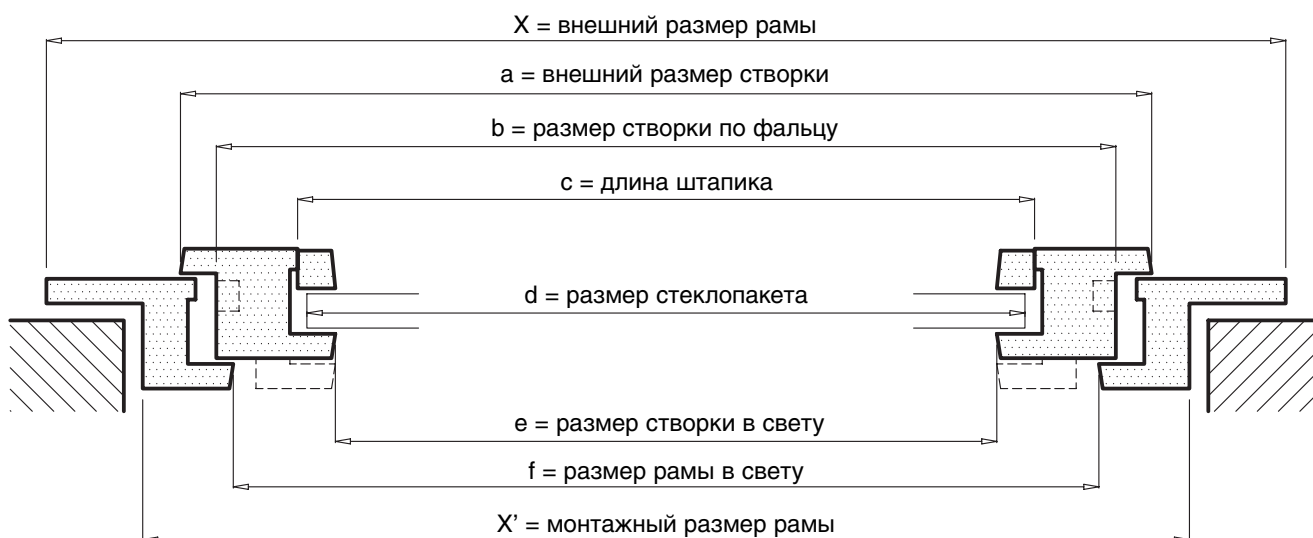 X = внешний размер рамы
a = внешний размер створки
b = размер створки по фальцу
c = длина штапика
d = размер стеклопакета
e = размер створки в свету
f = размер рамы в свету
X’ = монтажный размер рамы